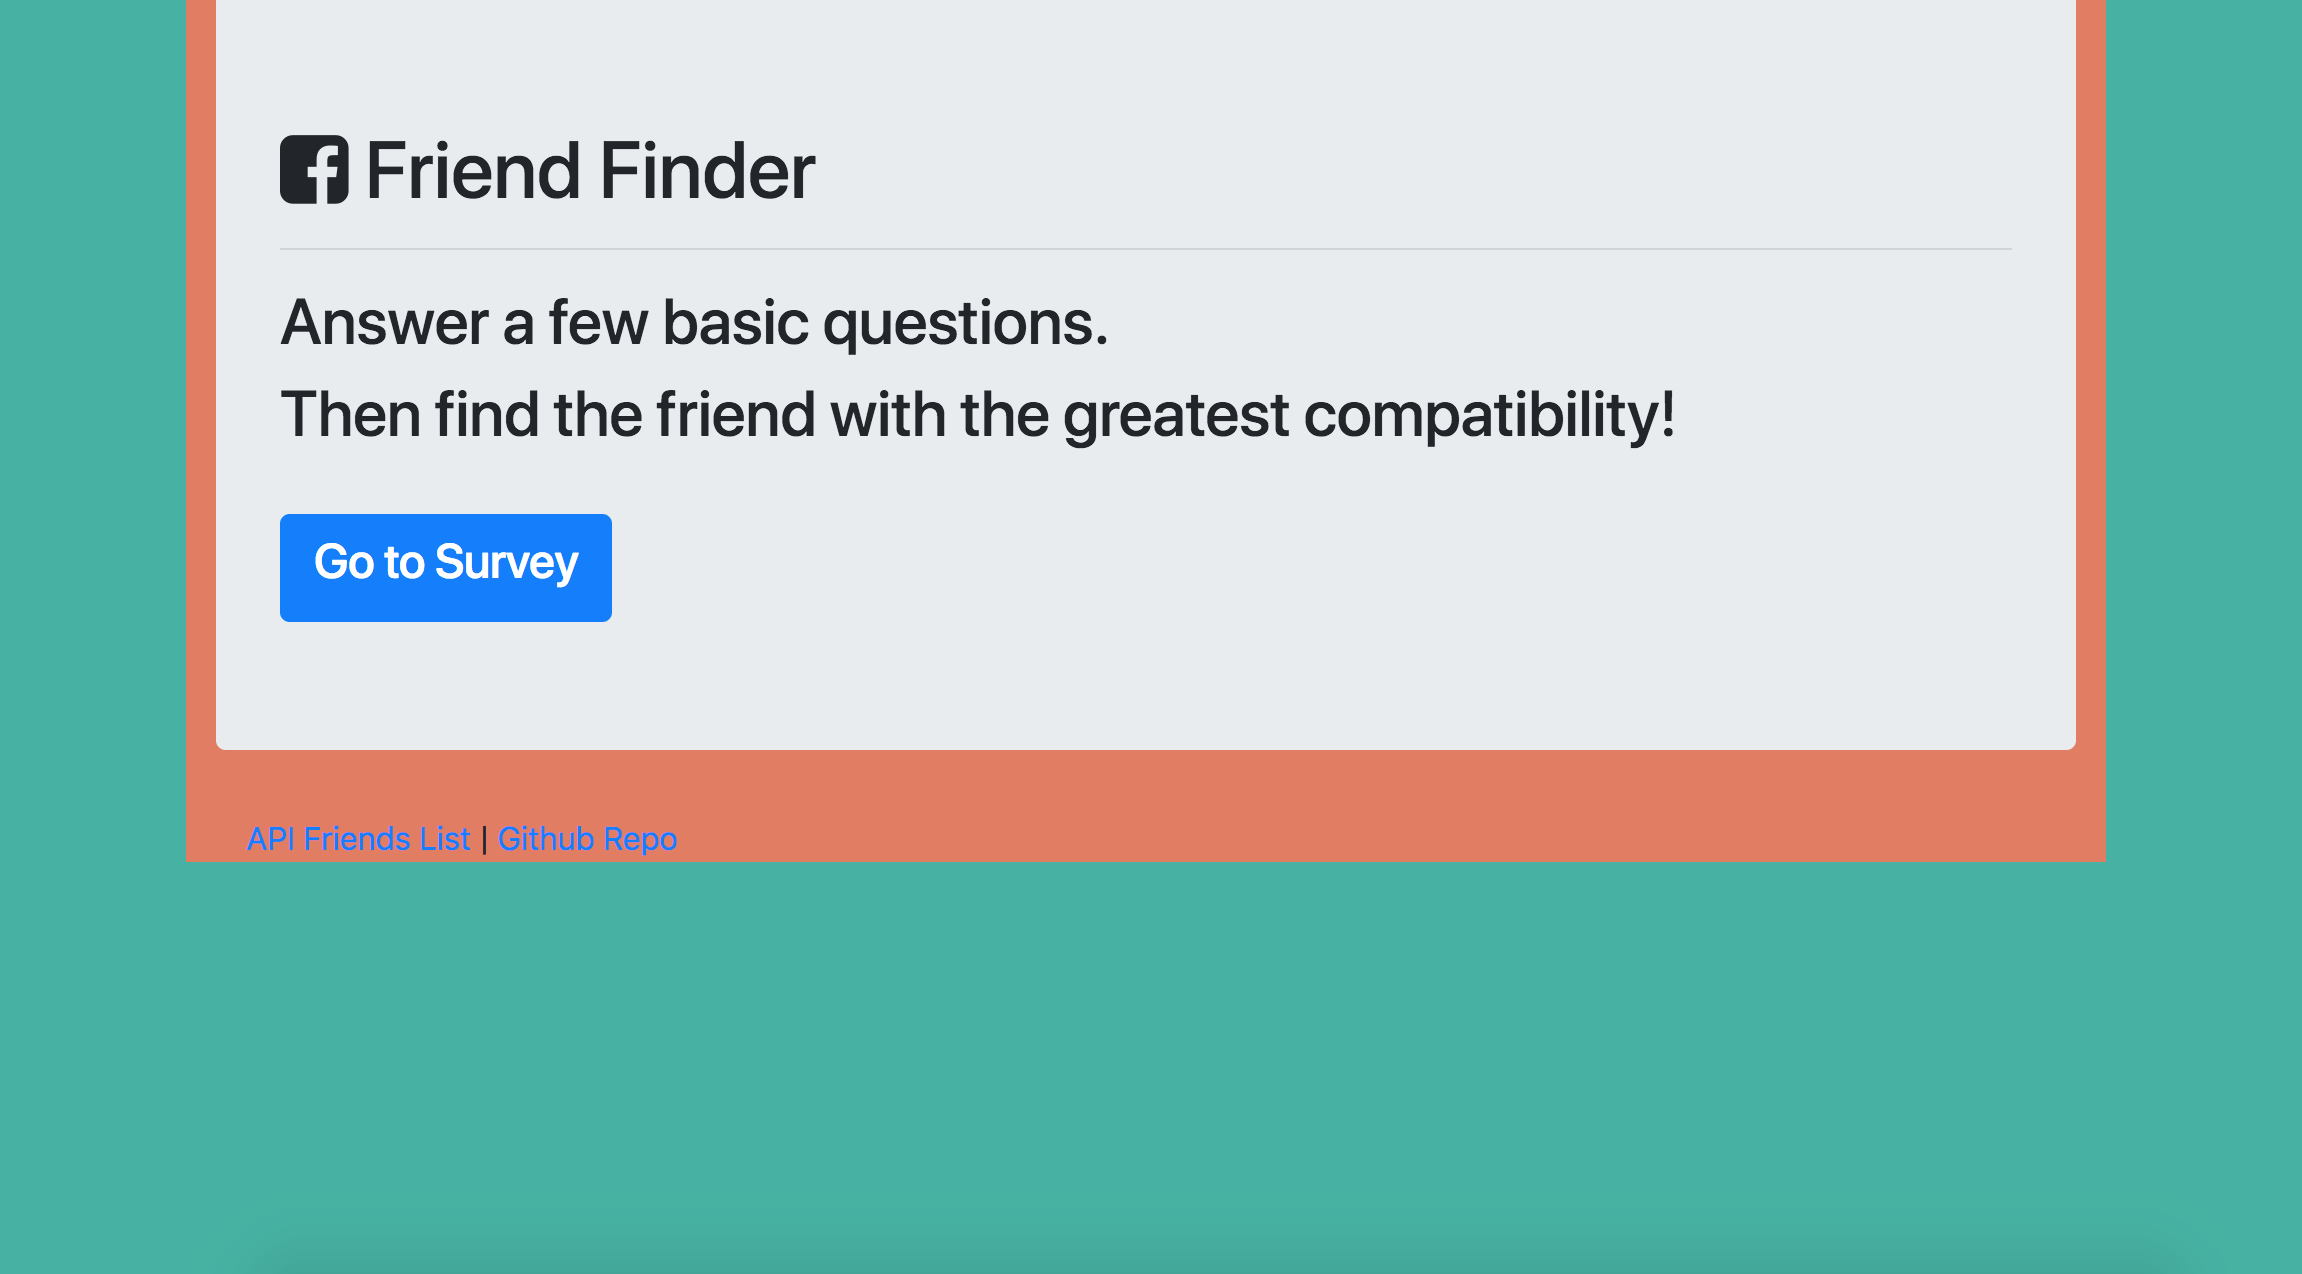 Friend Finder
Answer a few basic questions.
Then find the friend with the greatest compatibility!
Go to Survey
API Friends List | Github Repo